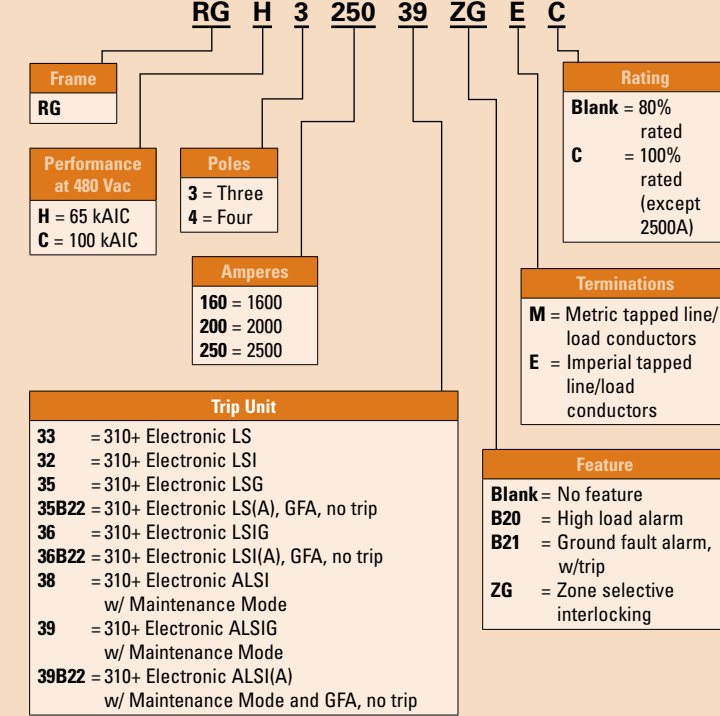 RG H 3 250 39 ZG E C
Frame
RG
Performance
at 480 Vac
H = 65 kAIC
C = 100 kAIC
Poles
3 = Three
4 = Four
Amperes
160 = 1600
200 = 2000
250 = 2500
Trip Unit
33 = 310+ Electronic LS
32 = 310+ Electronic LSI
35 = 310+ Electronic LSG
35B22 = 310+ Electronic LS(A), GFA, no trip
36 = 310+ Electronic LSIG
36B22 = 310+ Electronic LSI(A), GFA, no trip
38 = 310+ Electronic ALSI
w/ Maintenance Mode
39 = 310+ Electronic ALSIG
w/ Maintenance Mode
39B22 = 310+ Electronic ALSI(A)
w/ Maintenance Mode and GFA, no trip
Rating
Blank = 80%
rated
C = 100%
rated
(except
2500A)
Terminations
M = Metric tapped line/
load conductors
E = Imperial tapped
line/load
conductors
Feature
Blank = No feature
B20 = High load alarm
B21 = Ground fault alarm,
w/trip
ZG = Zone selective
interlocking